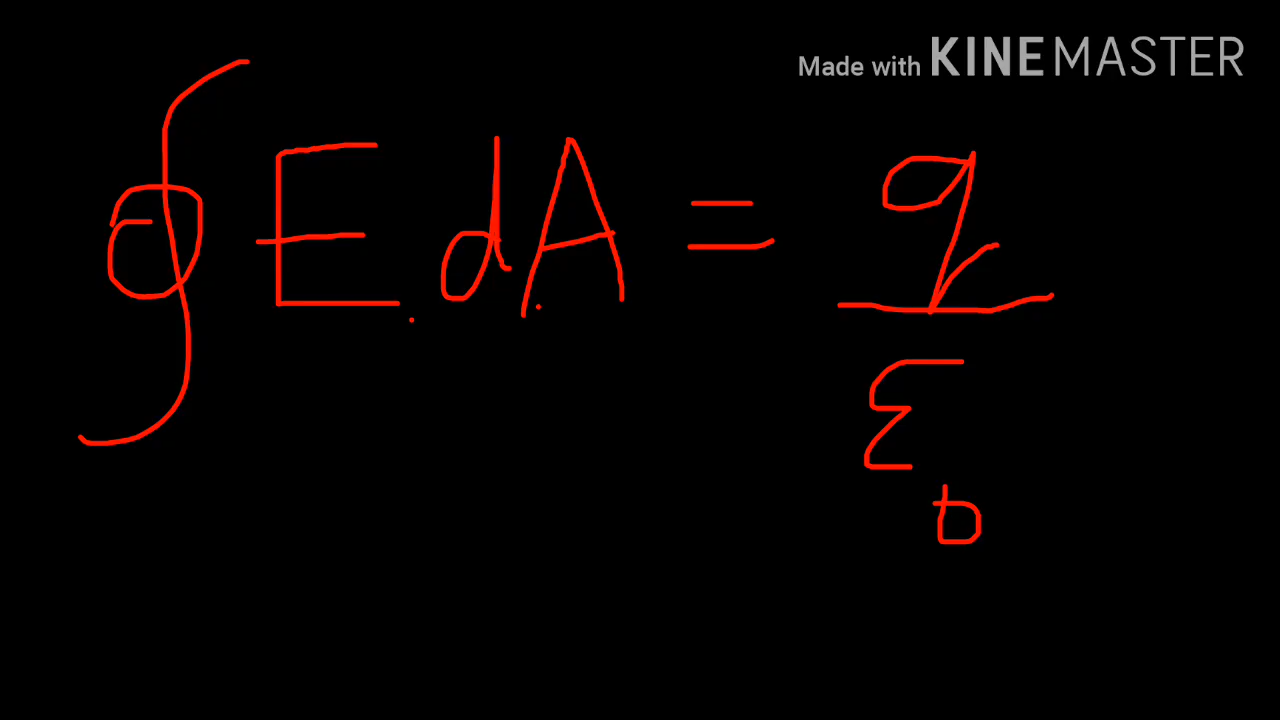 Made with KINEMASTER
∮ E . dA = q / ε₀